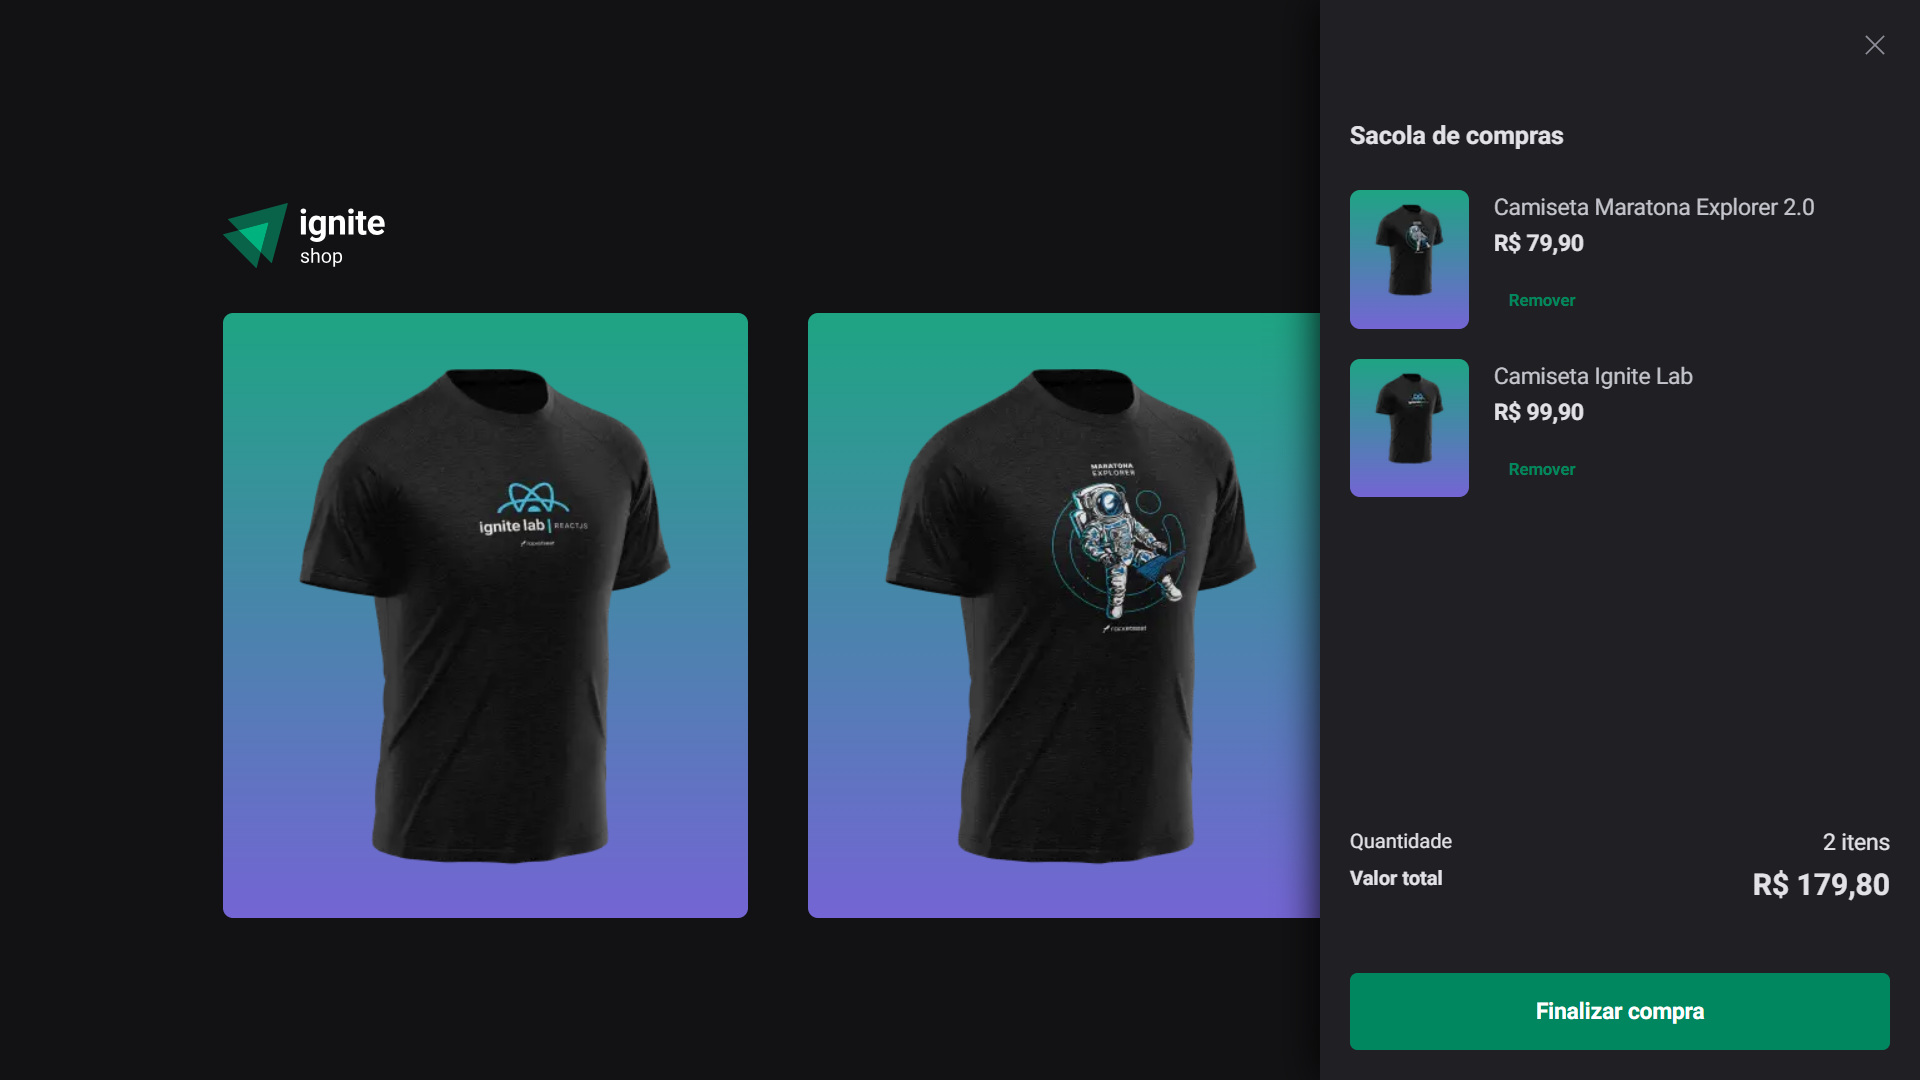 ignite
shop
ignite lab | REACTJS
MARATONA
EXPLORER
Sacola de compras
Camiseta Maratona Explorer 2.0
R$ 79,90
Remover
Camiseta Ignite Lab
R$ 99,90
Remover
Quantidade 2 itens
Valor total R$ 179,80
Finalizar compra